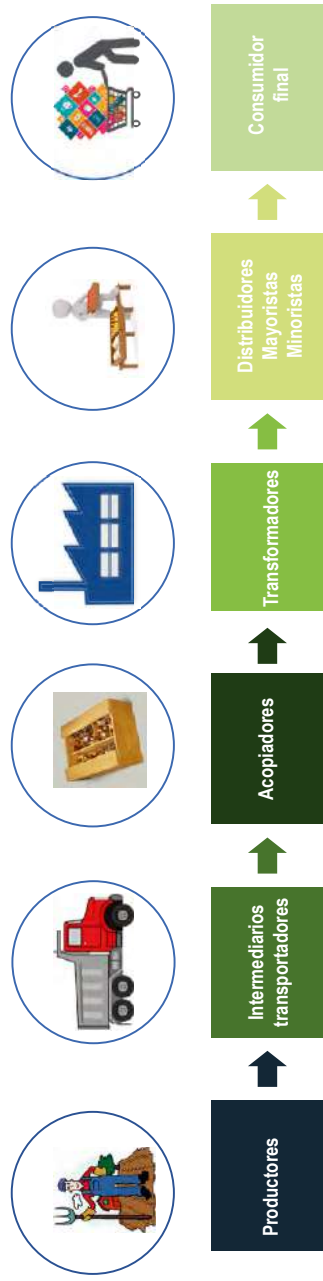 Productores
Intermediarios
transportadores
Acopiadores
Transformadores
Distribuidores
Mayoristas
Minoristas
Consumidor
final